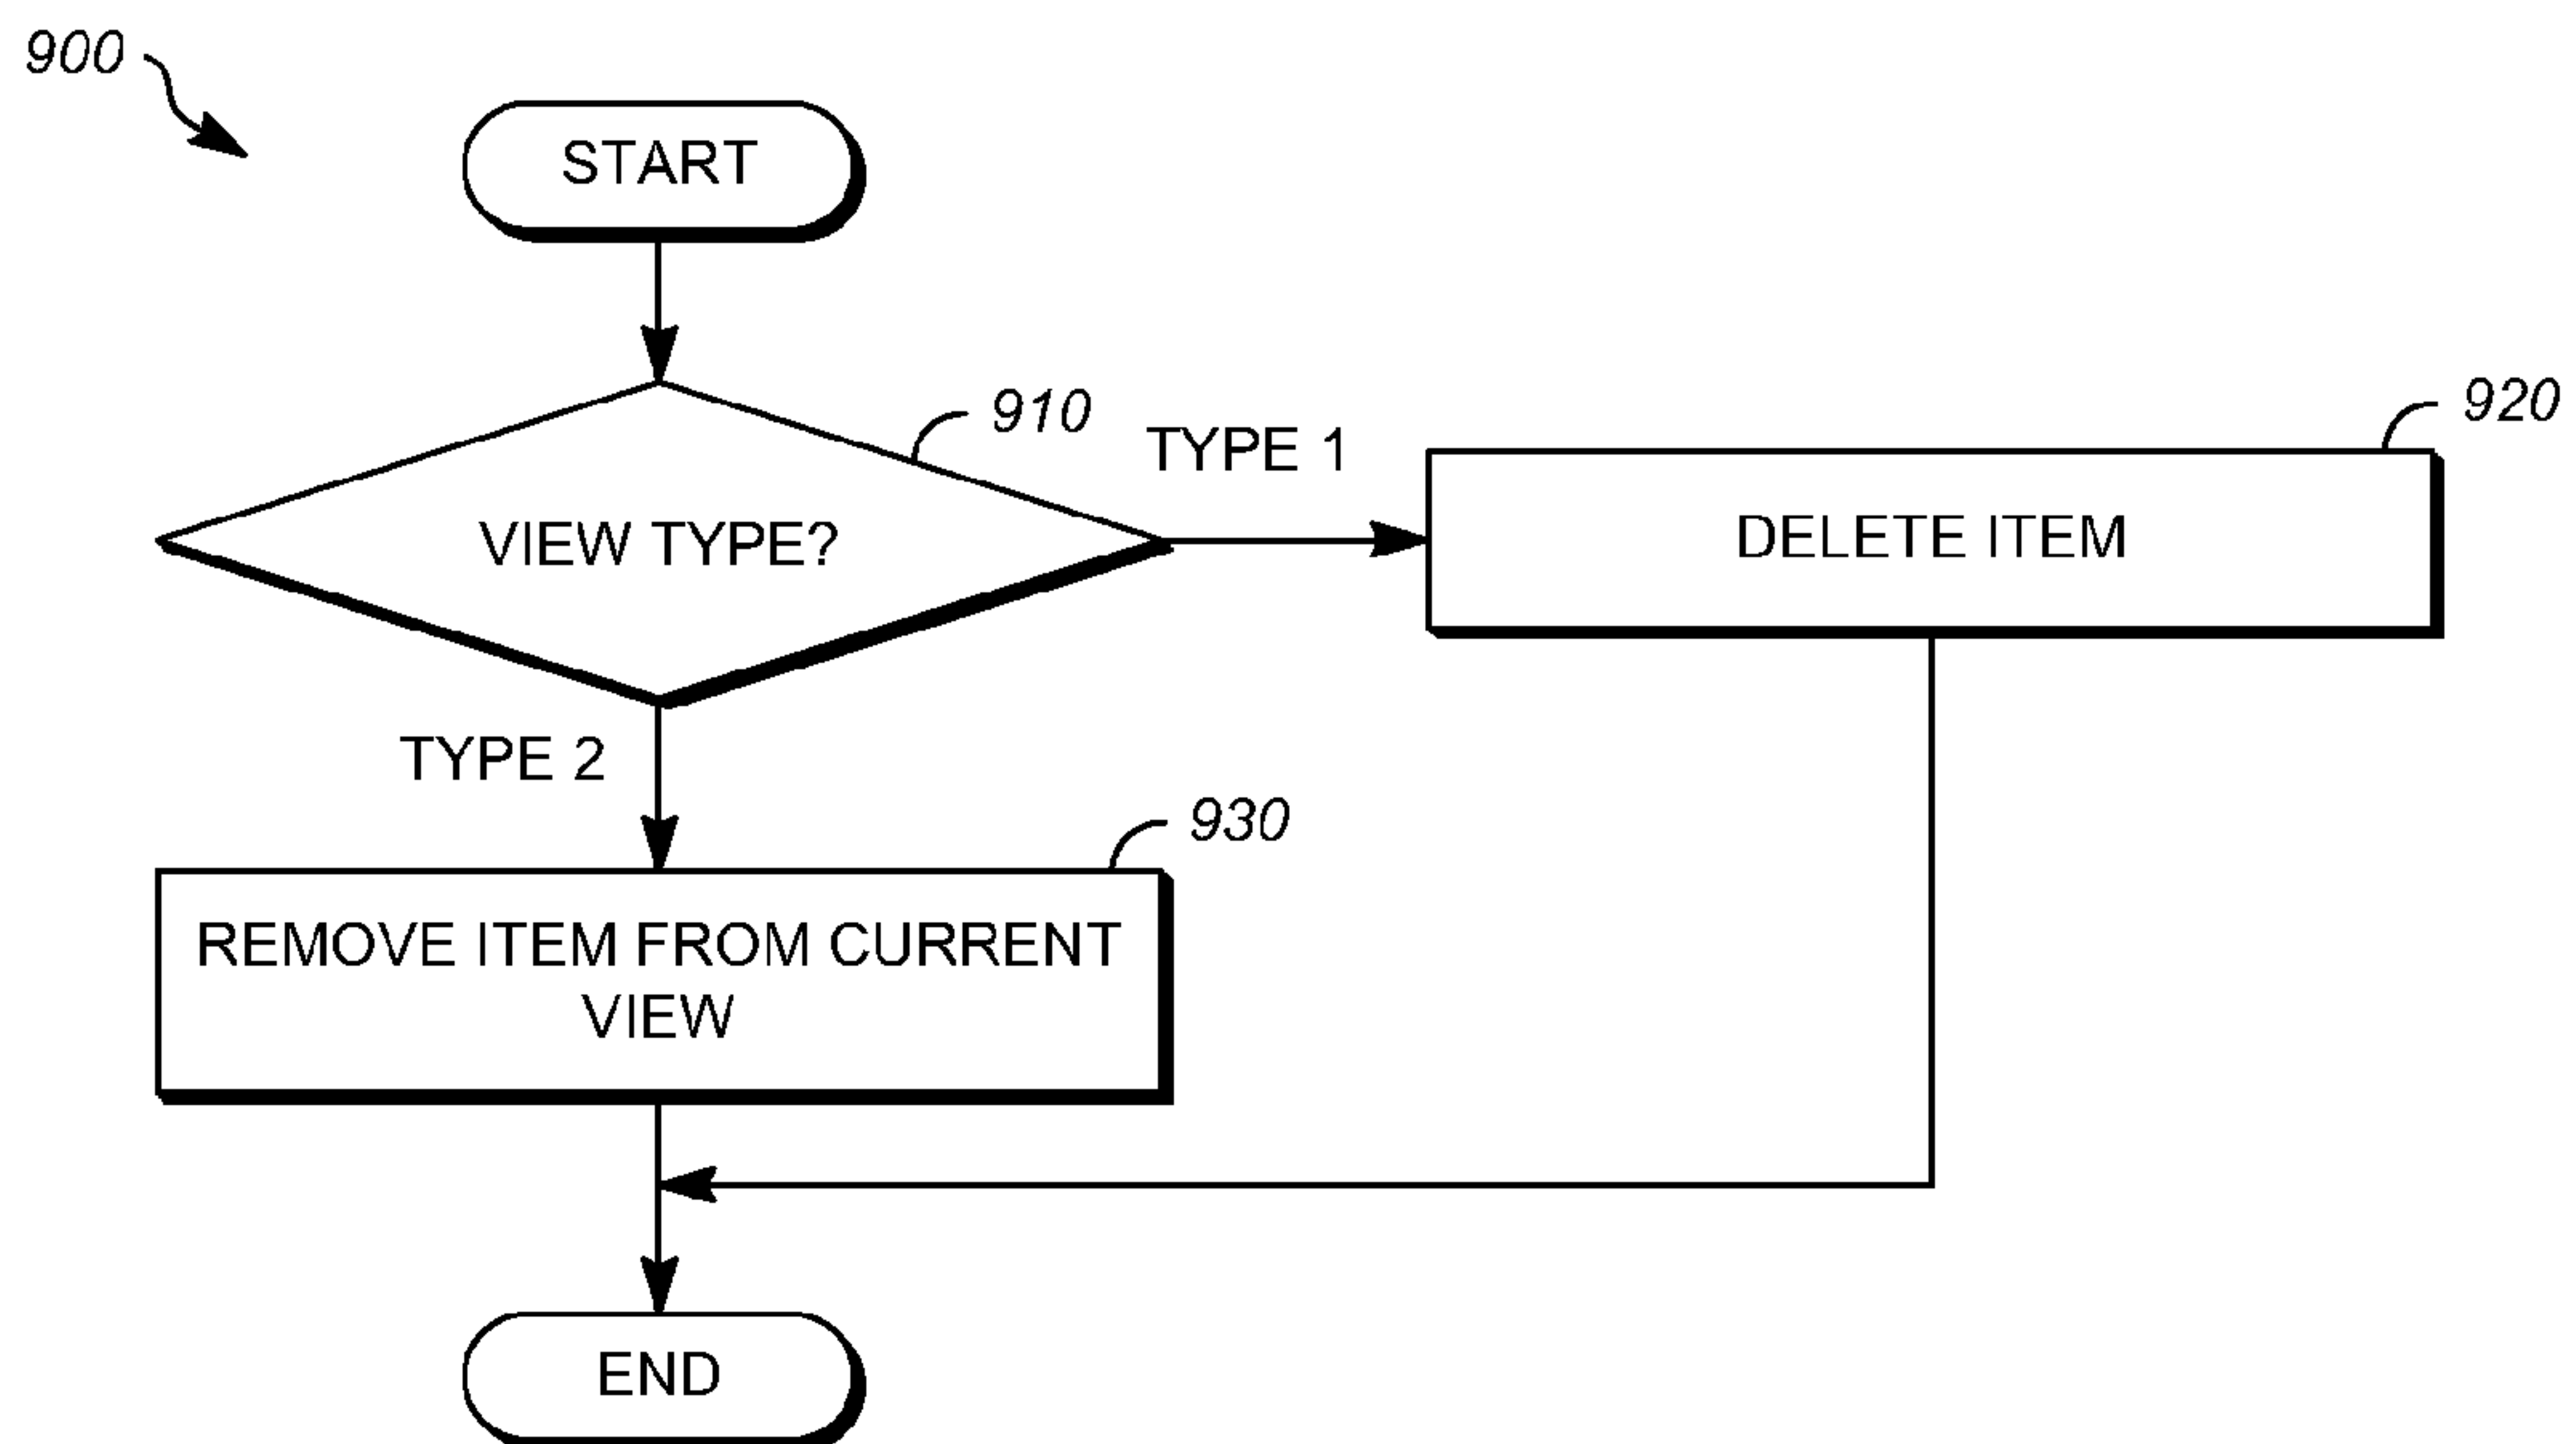 900
START
910
TYPE 1
920
VIEW TYPE?
DELETE ITEM
TYPE 2
930
REMOVE ITEM FROM CURRENT
VIEW
END